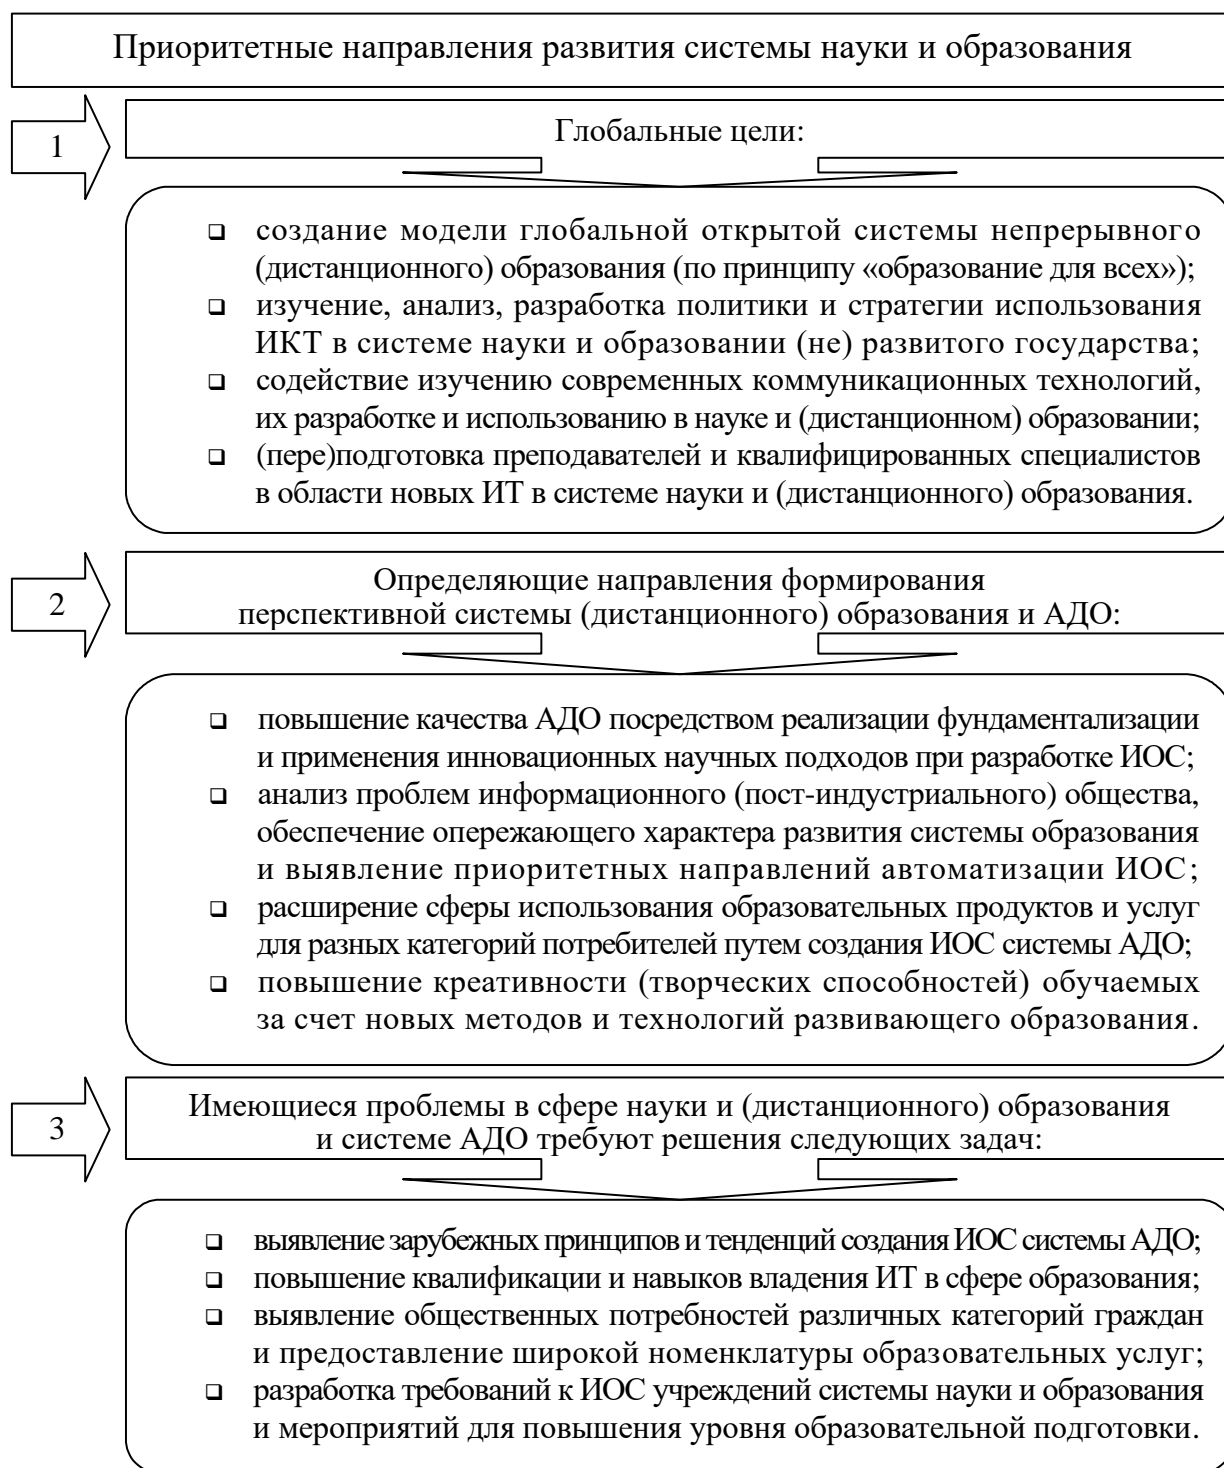 Приоритетные направления развития системы науки и образования
1
Глобальные цели:
❑ создание модели глобальной открытой системы непрерывного
(дистанционного) образования (по принципу «образование для всех»);
❑ изучение, анализ, разработка политики и стратегии использования
ИКТ в системе науки и образовании (не) развитого государства;
❑ содействие изучению современных коммуникационных технологий,
их разработке и использованию в науке и (дистанционном) образовании;
❑ (пере)подготовка преподавателей и квалифицированных специалистов
в области новых ИТ в системе науки и (дистанционного) образования.
2
Определяющие направления формирования
перспективной системы (дистанционного) образования и АДО:
❑ повышение качества АДО посредством реализации фундаментализации
и применения инновационных научных подходов при разработке ИОС;
❑ анализ проблем информационного (пост-индустриального) общества,
обеспечение опережающего характера развития системы образования
и выявление приоритетных направлений автоматизации ИОС;
❑ расширение сферы использования образовательных продуктов и услуг
для разных категорий потребителей путем создания ИОС системы АДО;
❑ повышение креативности (творческих способностей) обучаемых
за счет новых методов и технологий развивающего образования.
3
Имеющиеся проблемы в сфере науки и (дистанционного) образования
и системе АДО требуют решения следующих задач:
❑ выявление зарубежных принципов и тенденций создания ИОС системы АДО;
❑ повышение квалификации и навыков владения ИТ в сфере образования;
❑ выявление общественных потребностей различных категорий граждан
и предоставление широкой номенклатуры образовательных услуг;
❑ разработка требований к ИОС учреждений системы науки и образования
и мероприятий для повышения уровня образовательной подготовки.